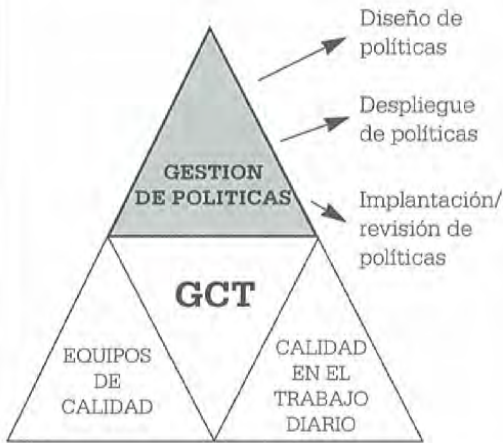 Diseño de
políticas
Despliegue
de políticas
GESTION
DE POLITICAS
Implantación/
revisión de
políticas
GCT
EQUIPOS
DE
CALIDAD
CALIDAD
EN EL
TRABAJO
DIARIO